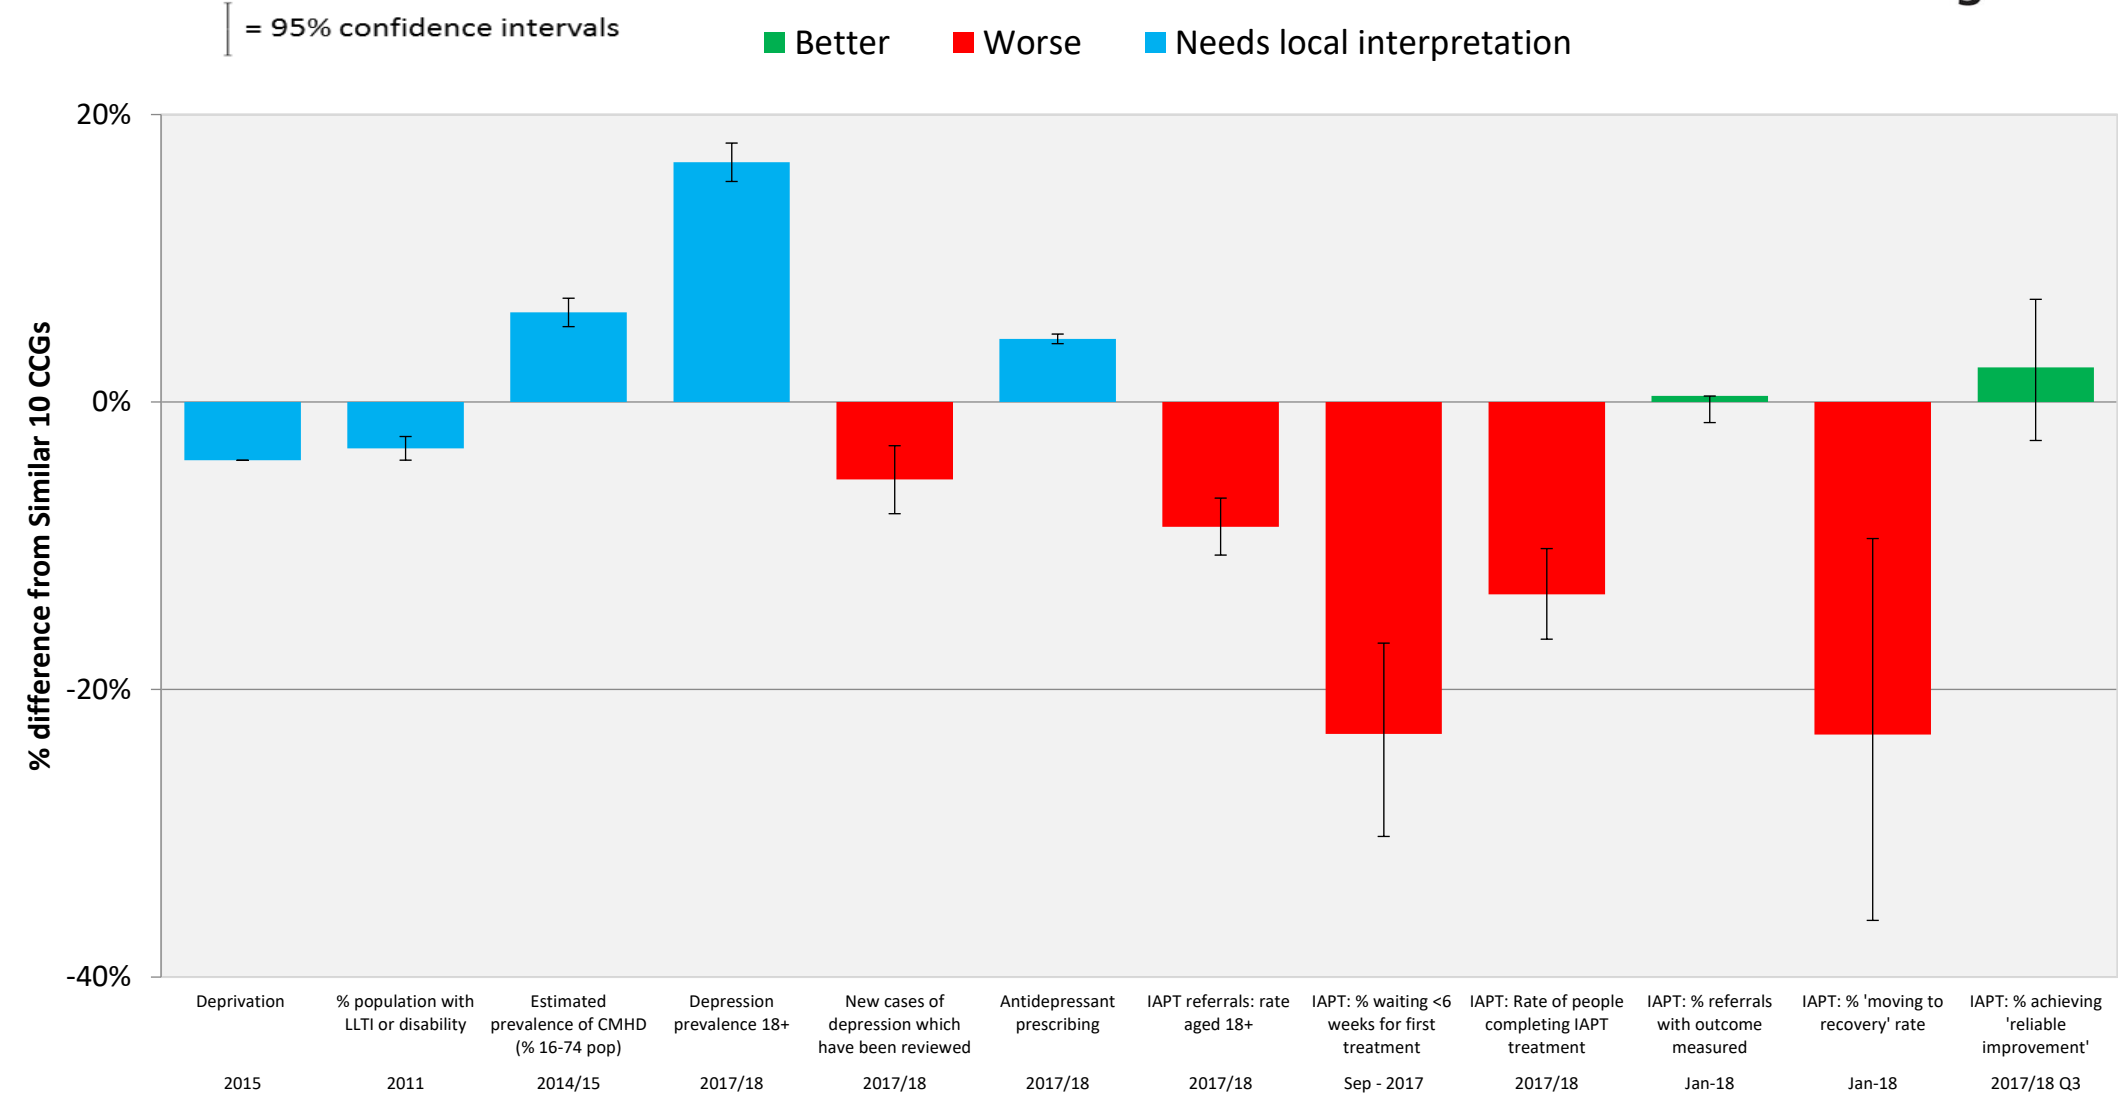 = 95% confidence intervals
Better
Worse
Needs local interpretation
20%
0%
-20%
-40%
% difference from Similar 10 CCGs
Deprivation
2015
% population with
LLTI or disability
2011
Estimated
prevalence of CMHD
(% 16-74 pop)
2014/15
Depression
prevalence 18+
2017/18
New cases of
depression which
have been reviewed
2017/18
Antidepressant
prescribing
2017/18
IAPT referrals: rate
aged 18+
2017/18
IAPT: % waiting <6
weeks for first
treatment
Sep - 2017
IAPT: Rate of people
completing IAPT
treatment
2017/18
IAPT: % referrals
with outcome
measured
Jan-18
IAPT: % 'moving to
recovery' rate
Jan-18
IAPT: % achieving
'reliable
improvement'
2017/18 Q3